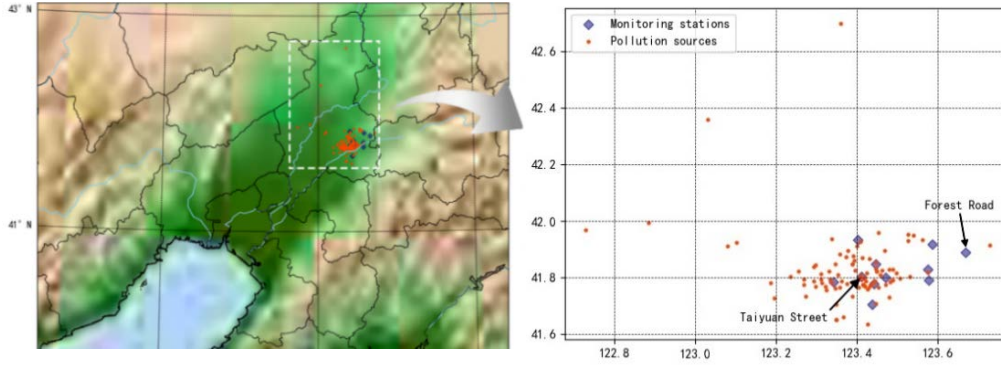 43° N
41° N
Monitoring stations
Pollution sources
42.6
42.4
42.2
42.0
41.8
41.6
Forest Road
Taiyuan Street
122.8
123.0
123.2
123.4
123.6